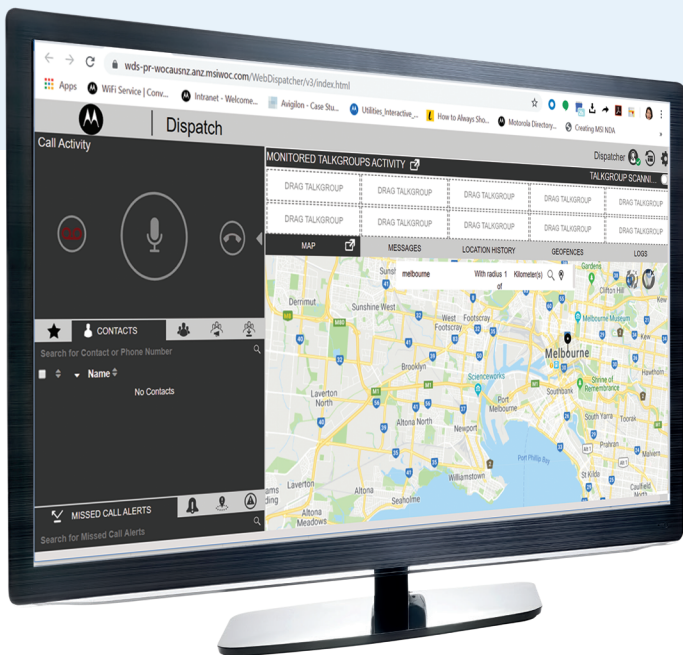 wds-pr-wocausnz.anz.msiwoc.com/WebDispatcher/v3/index.html
Apps WiFi Service | Conv... Intranet - Welcome... Avigilon - Case Stu... Utilities_Interactive_... How to Always Sho... Motorola Directory... Creating MSI NDA
Dispatch
Call Activity
Dispatcher
MONITORED TALKGROUPS ACTIVITY
TALKGROUP SCANNI...
DRAG TALKGROUP DRAG TALKGROUP DRAG TALKGROUP DRAG TALKGROUP DRAG TALKGROUP
DRAG TALKGROUP DRAG TALKGROUP DRAG TALKGROUP DRAG TALKGROUP DRAG TALKGROUP
MAP MESSAGES LOCATION HISTORY GEOFENCES LOGS
melbourne With radius 1 Kilometer(s)
of
CONTACTS
Search for Contact or Phone Number
Name
No Contacts
MISSED CALL ALERTS
Search for Missed Call Alerts
Gardens
Clifton Hill
Kew
Derrimut
Sunshine West
West Footscray
Footscray
Melbourne Museum
Kew
Melbourne
Hawthorn
Brooklyn
Scienceworks
Shrine of
Remembrance
Southbank
Laverton
North
Port
Melbourne
South Yarra
Toorak
Altona North
Newport
Prahran
Malvern
Port Phillip Bay
St Kilda
Williamstown
Laverton
Altona
Seaholme
Caulfield
North
Altona
Meadows